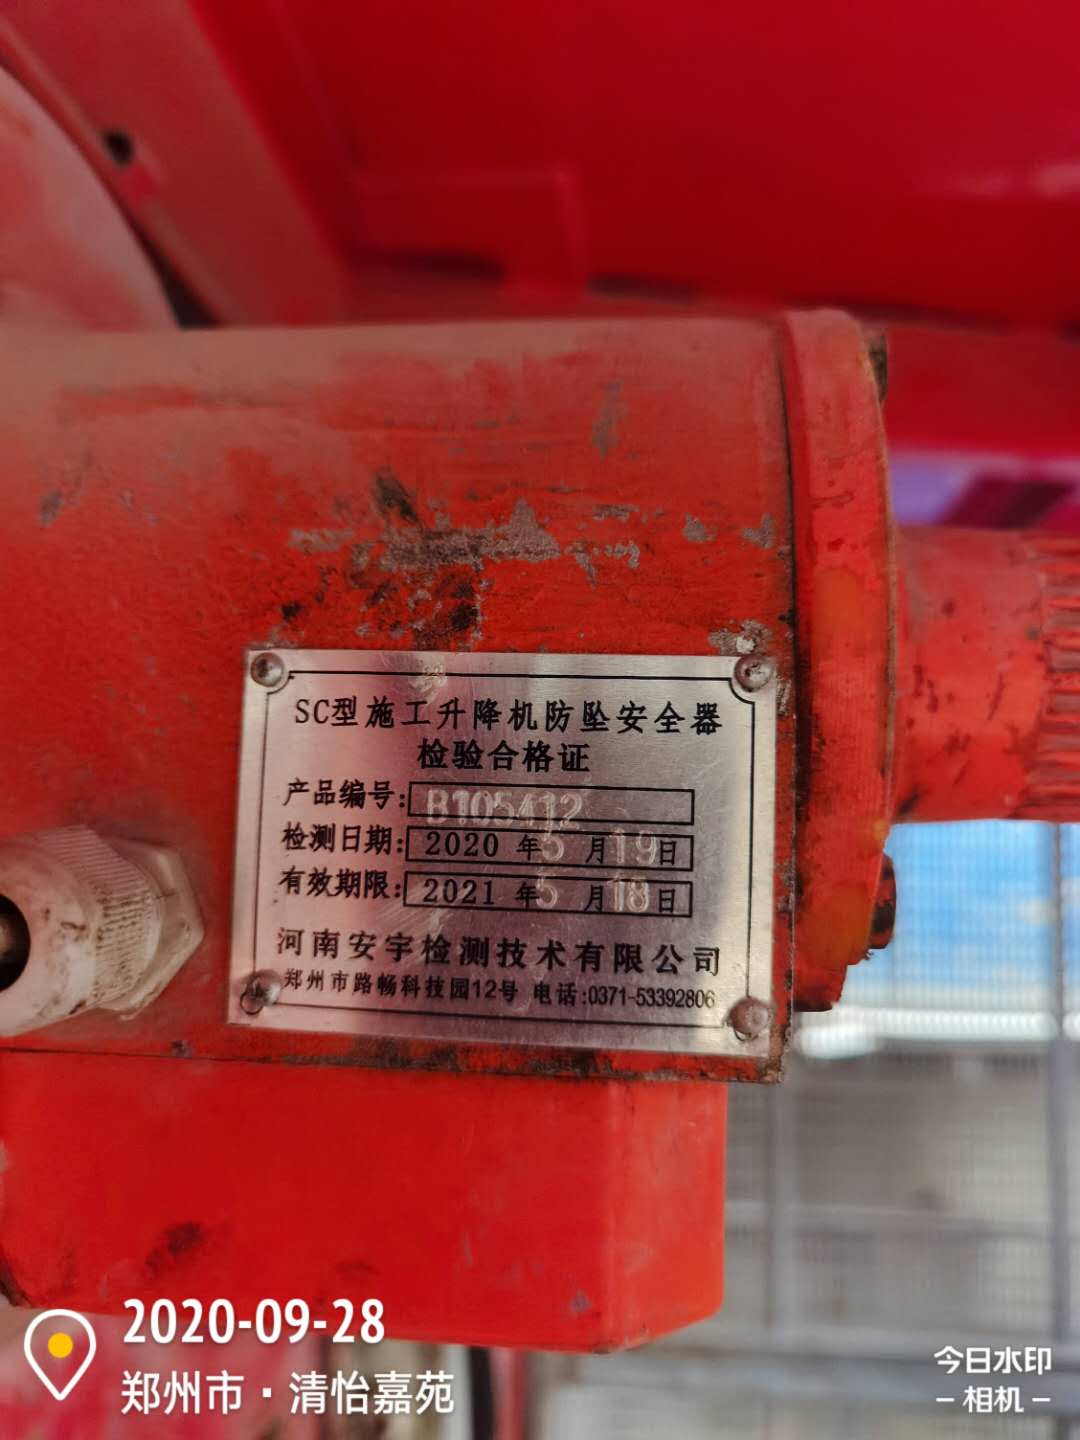 SC型施工升降机防坠安全器
检验合格证
产品编号: B105412
检测日期: 2020 年 5 月 19 日
有效期限: 2021 年 5 月 18 日
河南安宇检测技术有限公司
郑州市路畅科技园12号 电话:0371-53392806
2020-09-28
郑州市·清怡嘉苑
今日水印
－相机－